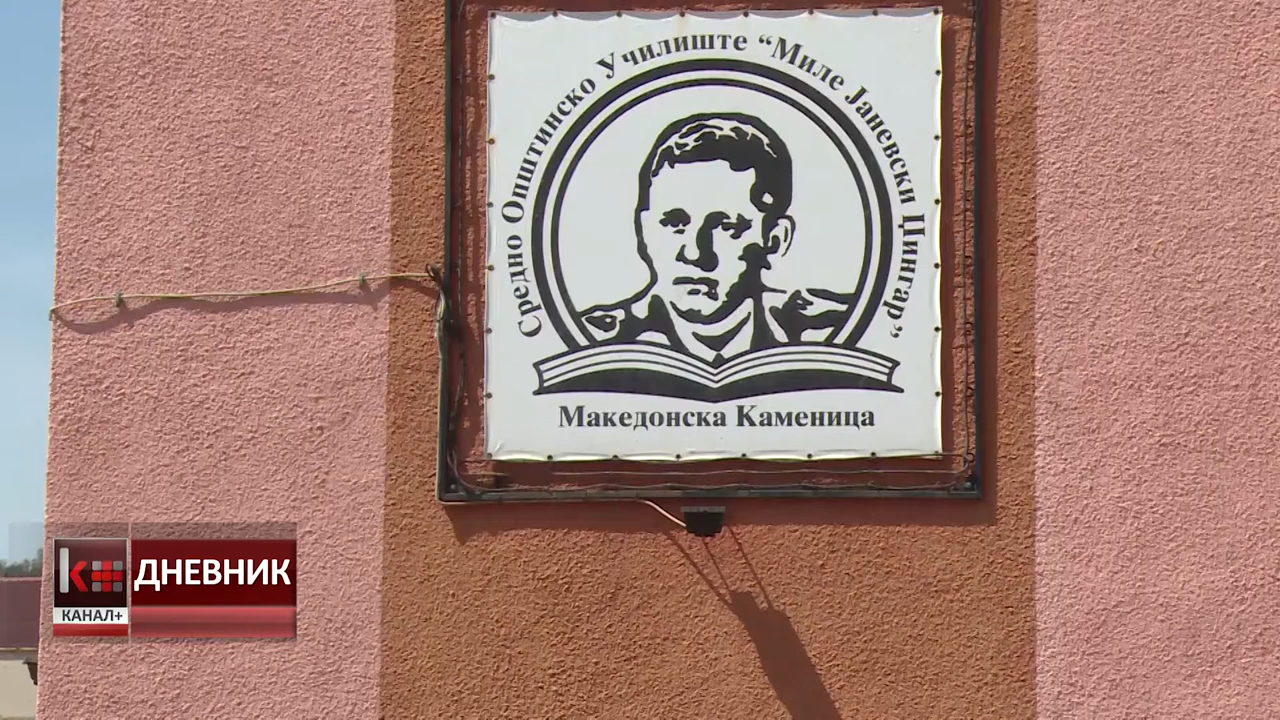 Средно Општинско Училиште “Миле Јаневски Џингар”
Македонска Каменица
K
ДНЕВНИК
КАНАЛ+